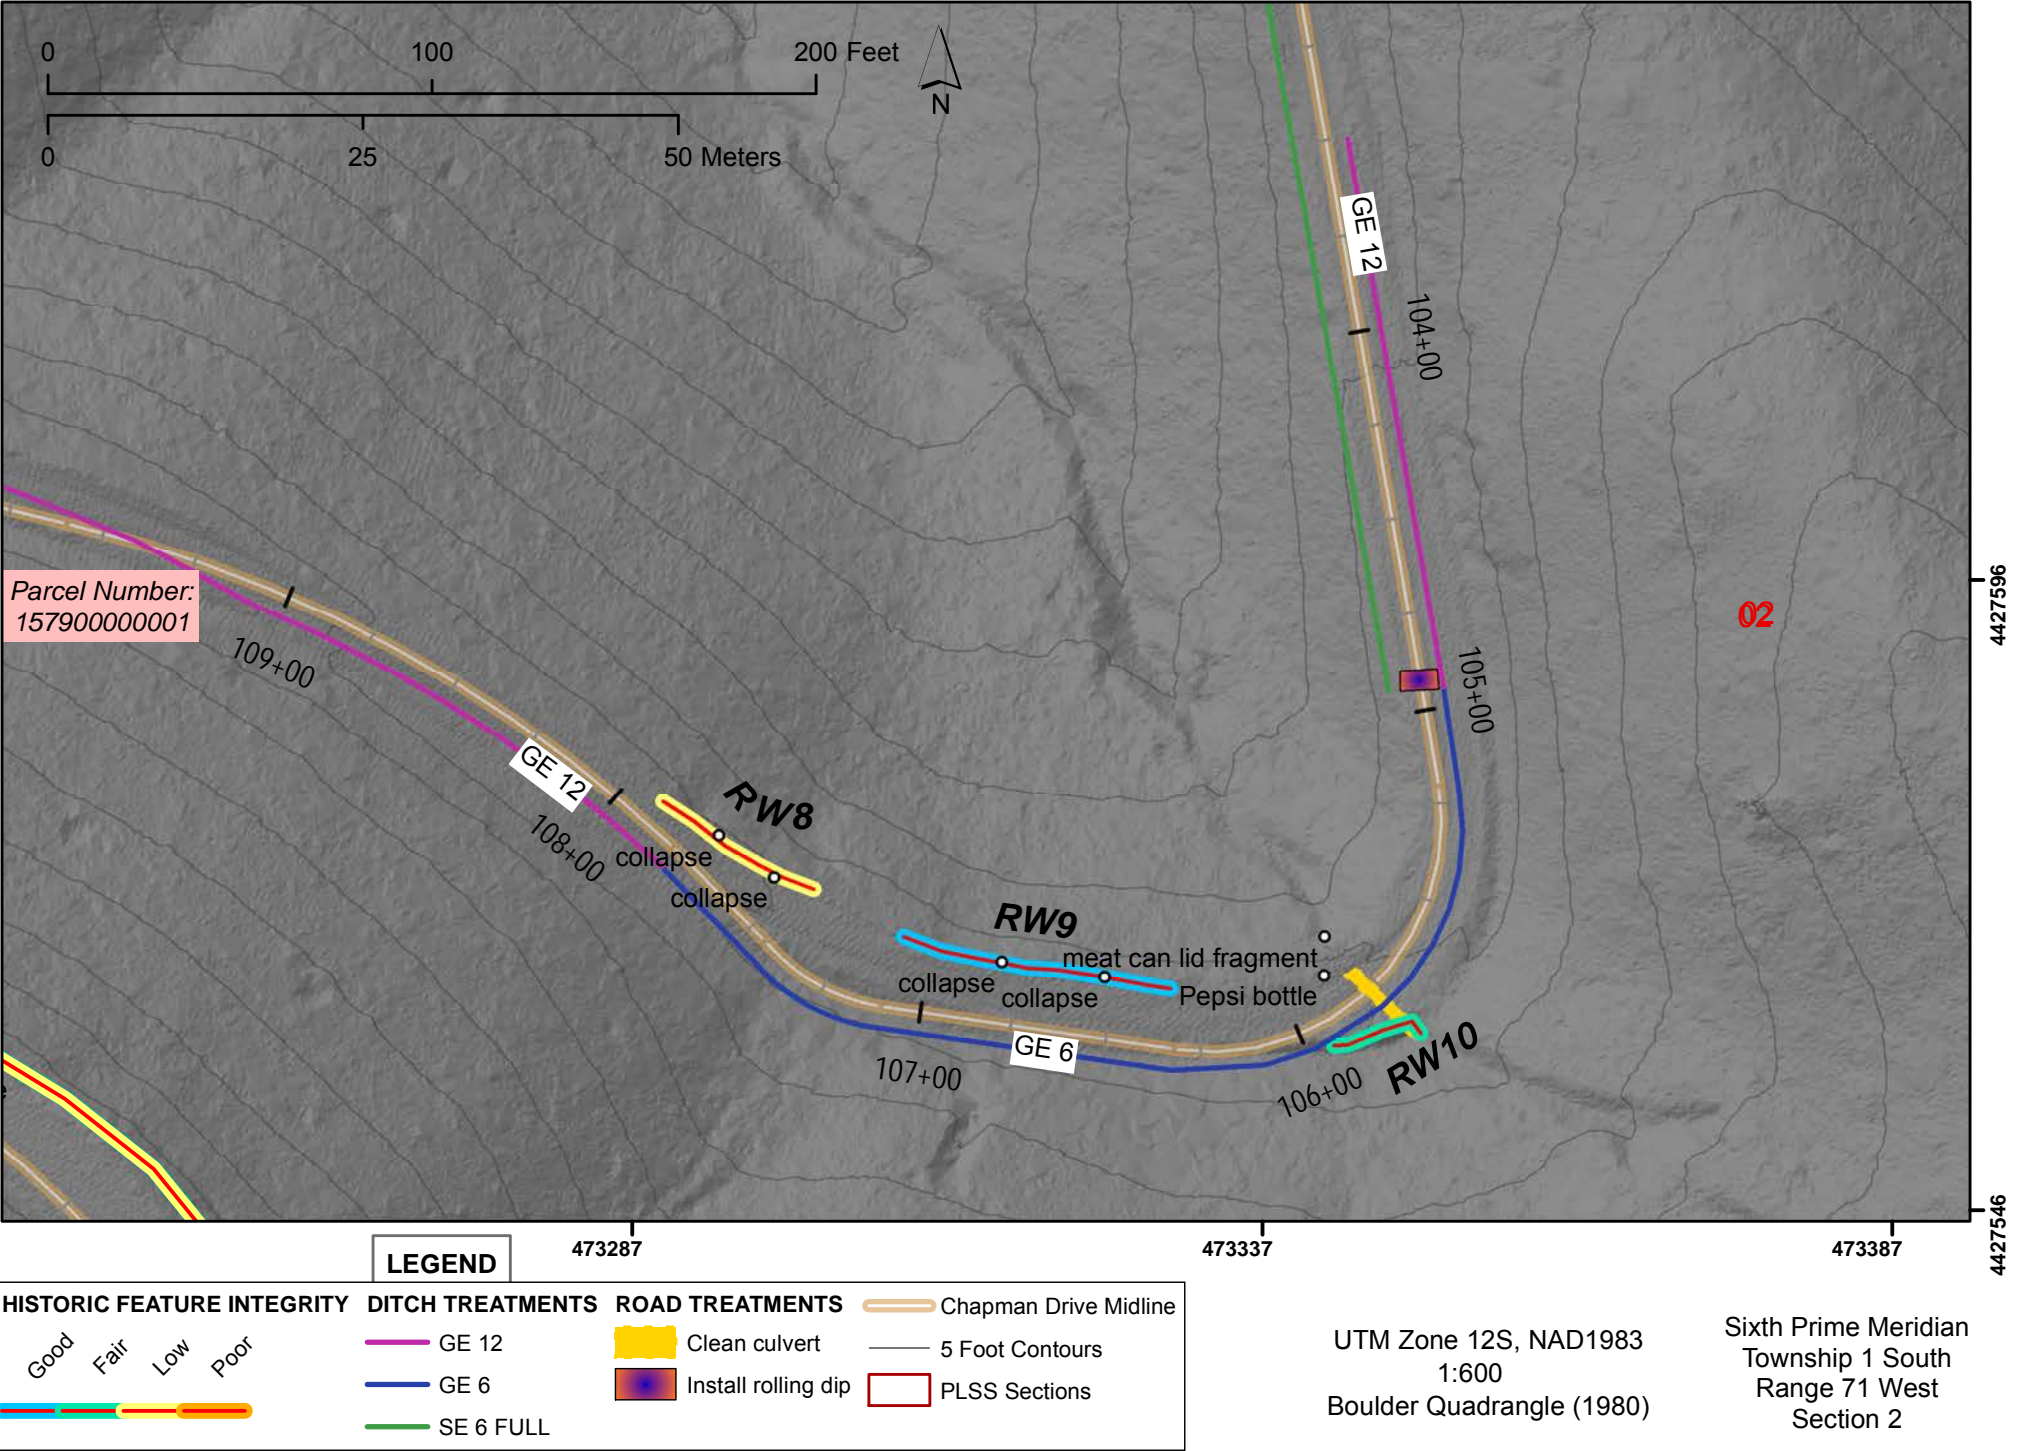 0 100 200 Feet
N
0 25 50 Meters
GE 12
104+00
4427596
Parcel Number:
157900000001
02
109+00
105+00
GE 12
RW8
108+00
collapse
collapse
RW9
meat can lid fragment
collapse
collapse
Pepsi bottle
GE 6
RW10
107+00
106+00
4427546
473287 473337 473387
LEGEND
HISTORIC FEATURE INTEGRITY
Good Fair Low Poor
DITCH TREATMENTS
GE 12
GE 6
SE 6 FULL
ROAD TREATMENTS
Clean culvert
Install rolling dip
Chapman Drive Midline
5 Foot Contours
PLSS Sections
UTM Zone 12S, NAD1983
1:600
Boulder Quadrangle (1980)
Sixth Prime Meridian
Township 1 South
Range 71 West
Section 2